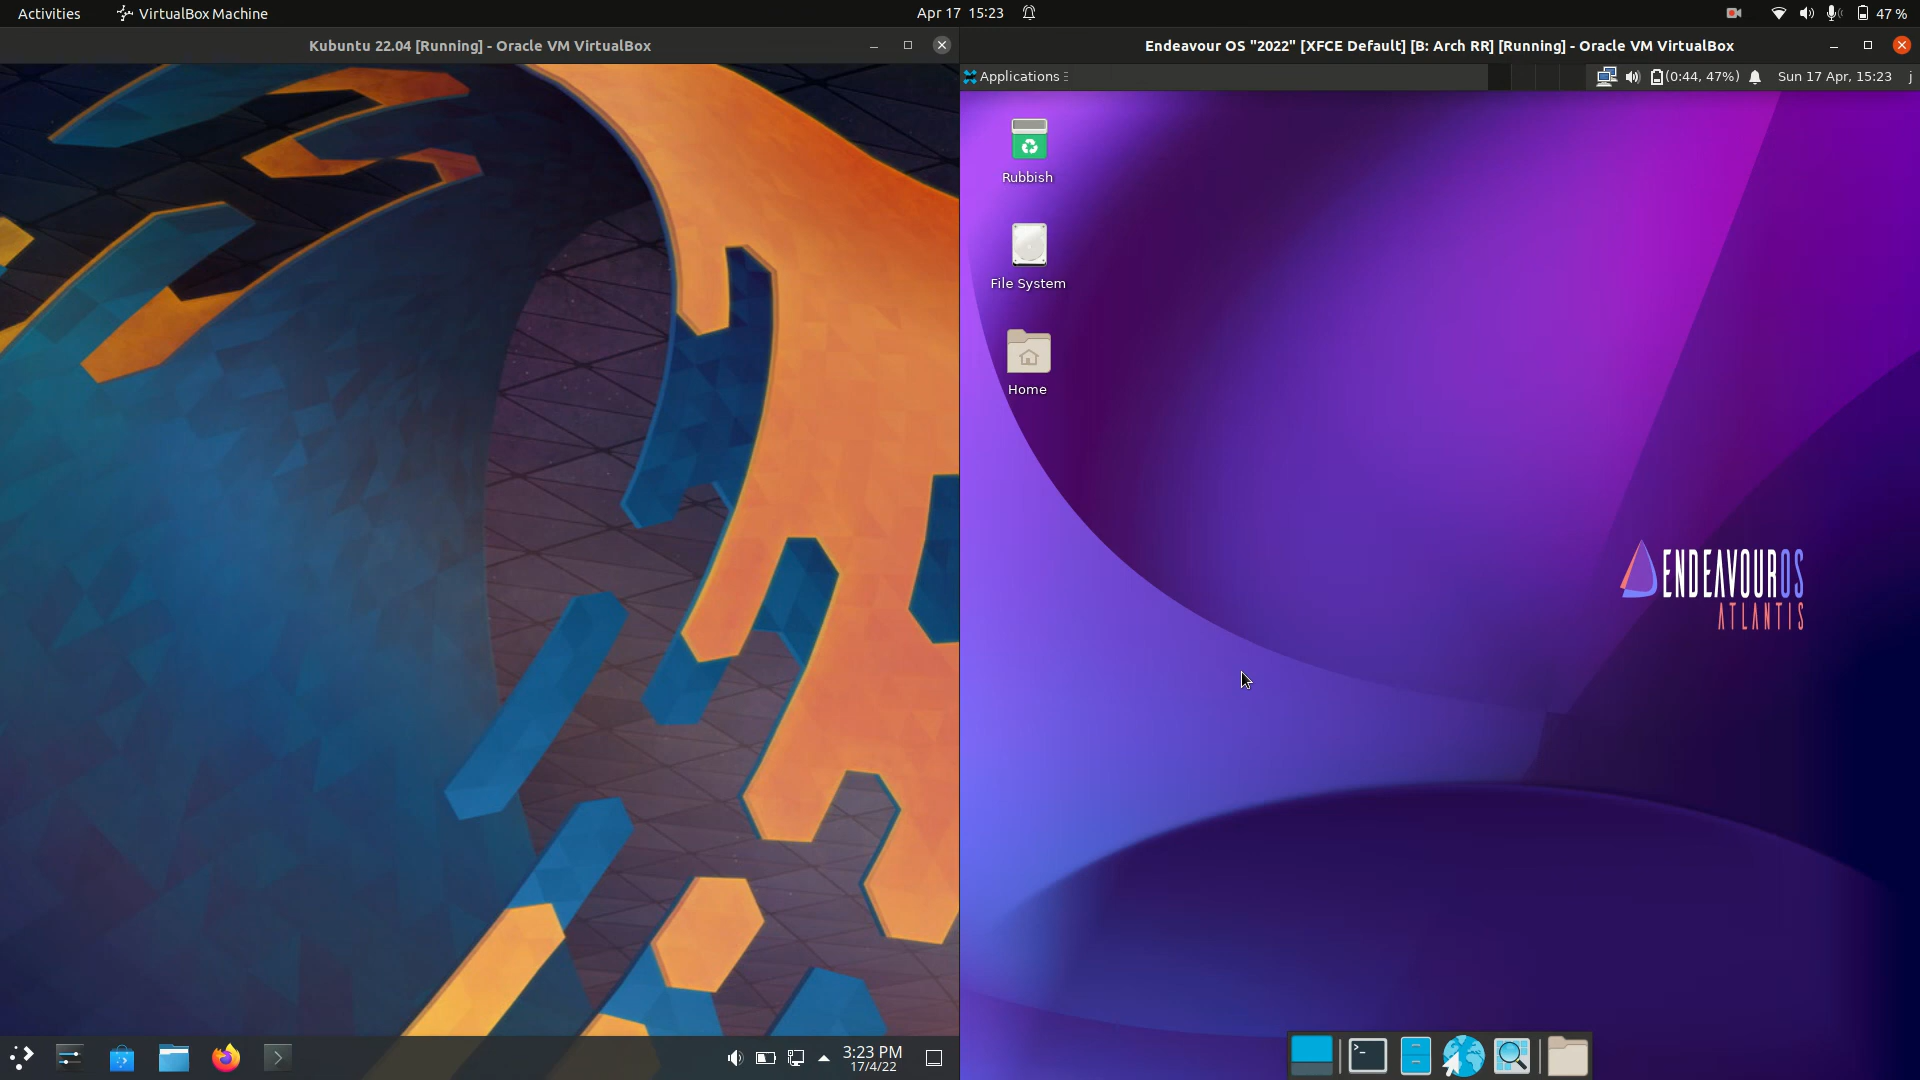 Activities
VirtualBox Machine
Apr 17 15:23
47 %
Kubuntu 22.04 [Running] - Oracle VM VirtualBox
Endeavour OS "2022" [XFCE Default] [B: Arch RR] [Running] - Oracle VM VirtualBox
Applications
(0:44, 47%)
Sun 17 Apr, 15:23
j
Rubbish
File System
Home
ENDEAVOUROS
ATLANTIS
3:23 PM
17/4/22